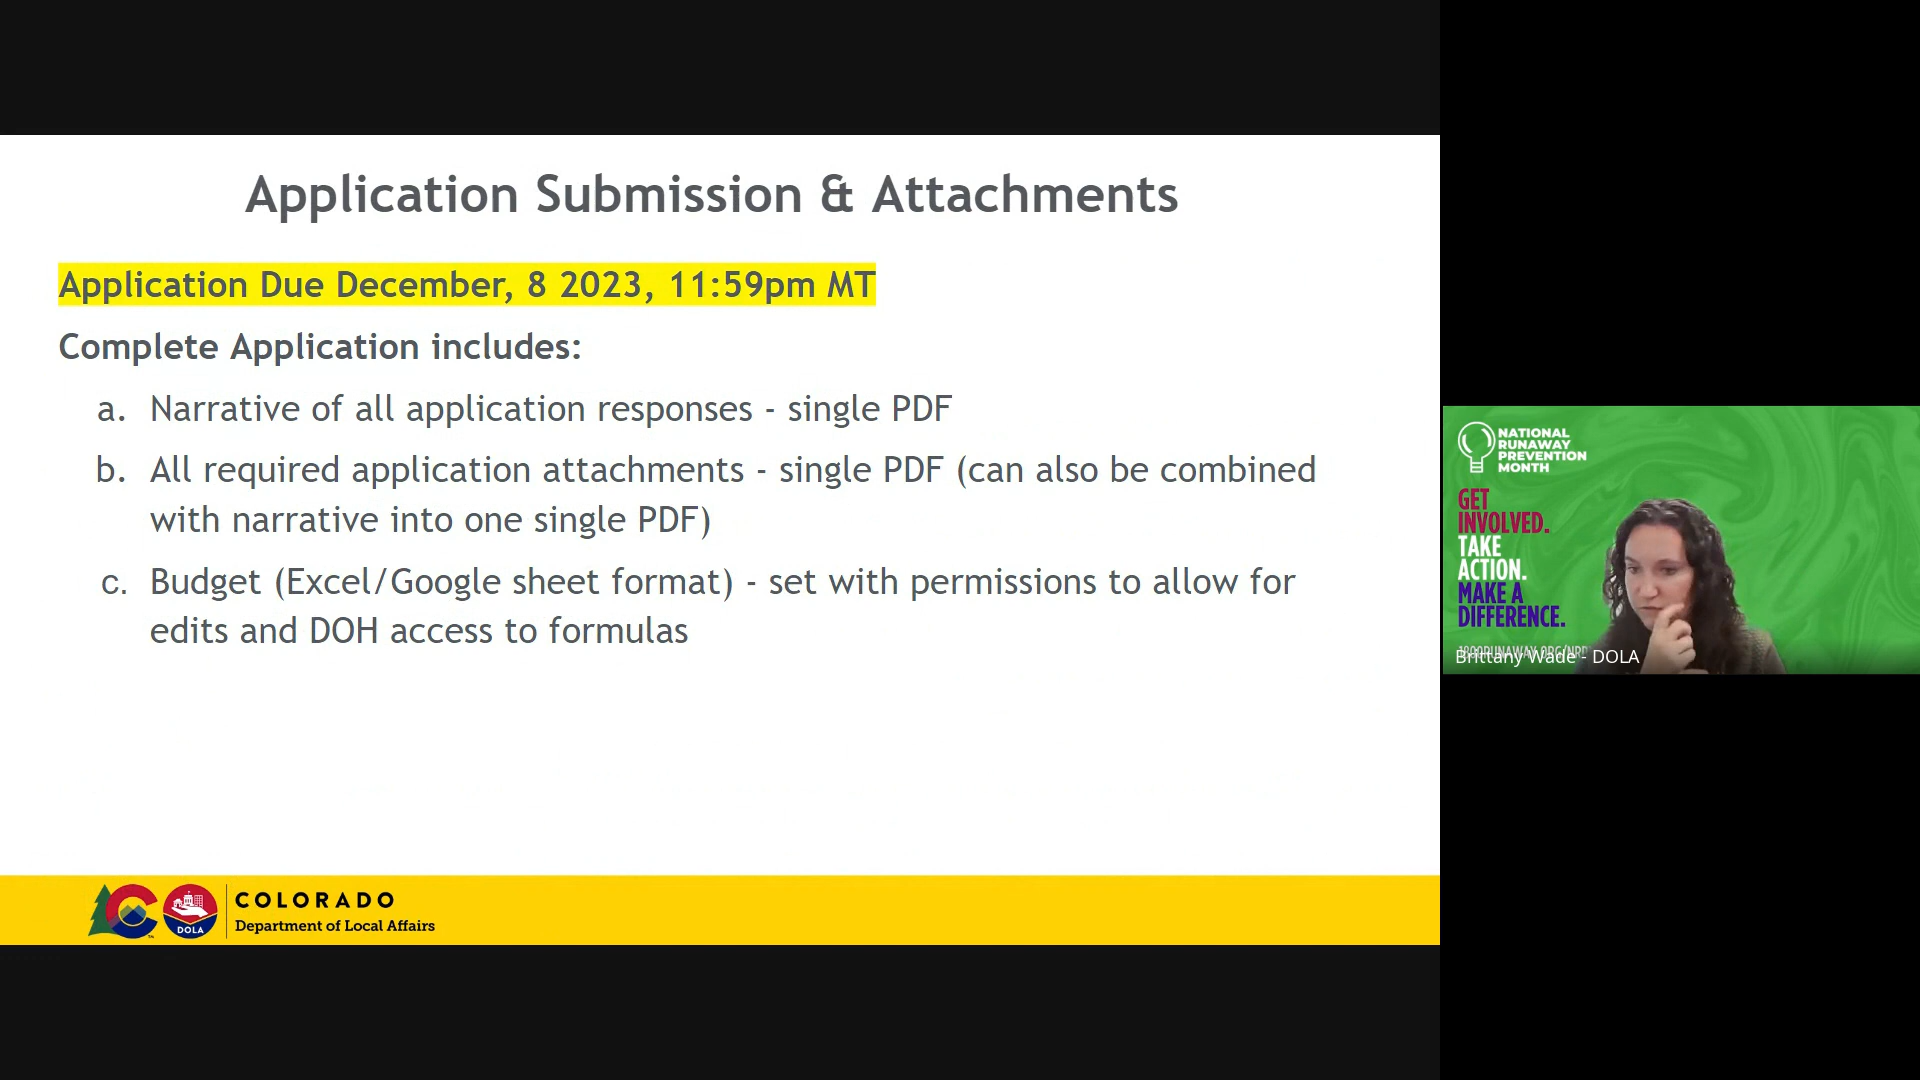 Application Submission & Attachments
Application Due December, 8 2023, 11:59pm MT
Complete Application includes:
a. Narrative of all application responses - single PDF
b. All required application attachments - single PDF (can also be combined
with narrative into one single PDF)
c. Budget (Excel/Google sheet format) - set with permissions to allow for
edits and DOH access to formulas
DOLA
COLORADO
Department of Local Affairs
NATIONAL
RUNAWAY
PREVENTION
MONTH
GET
INVOLVED.
TAKE
ACTION.
MAKE A
DIFFERENCE.
Brittany Wade - DOLA